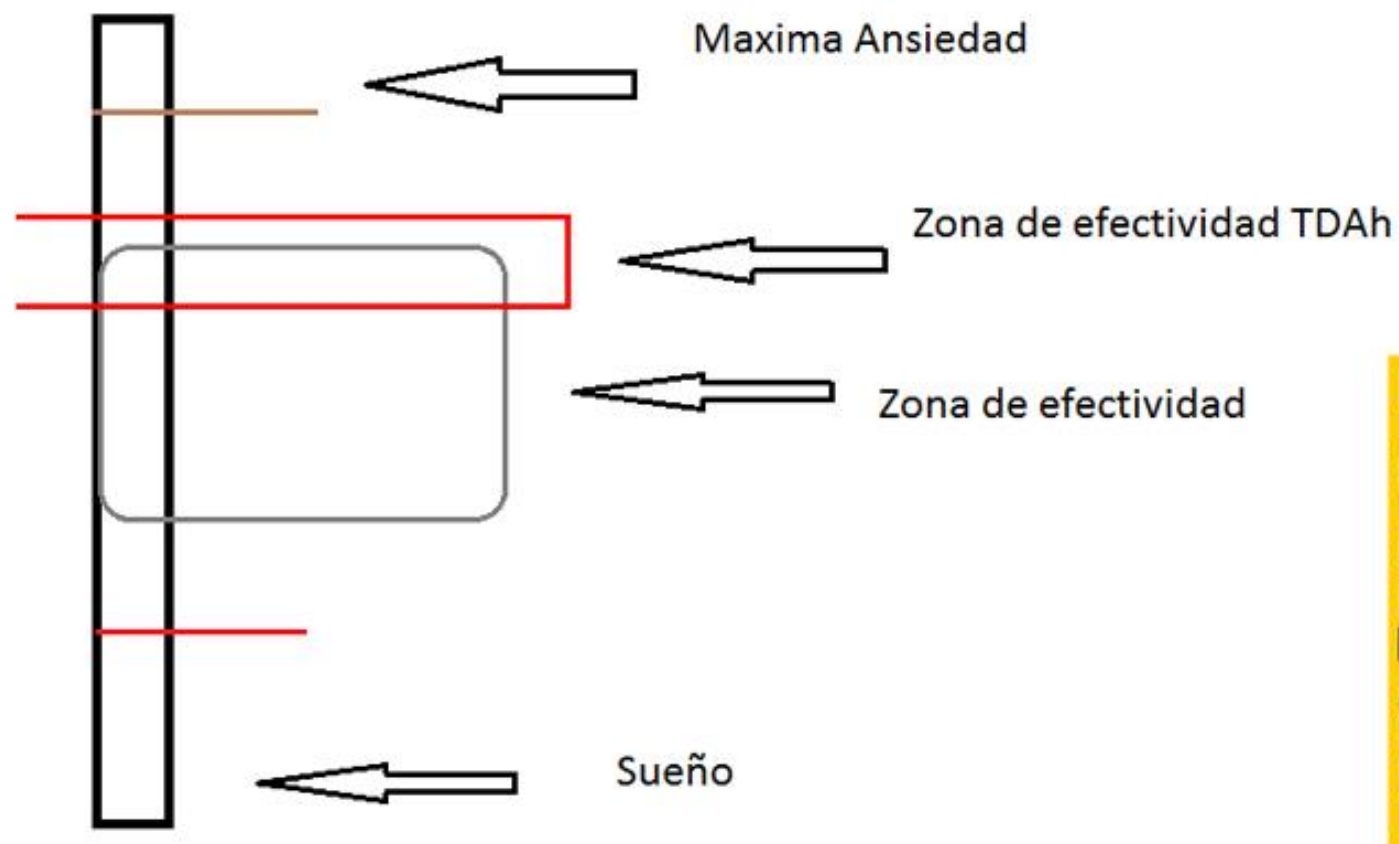 Maxima Ansiedad
Zona de efectividad TDAh
Zona de efectividad
Sueño